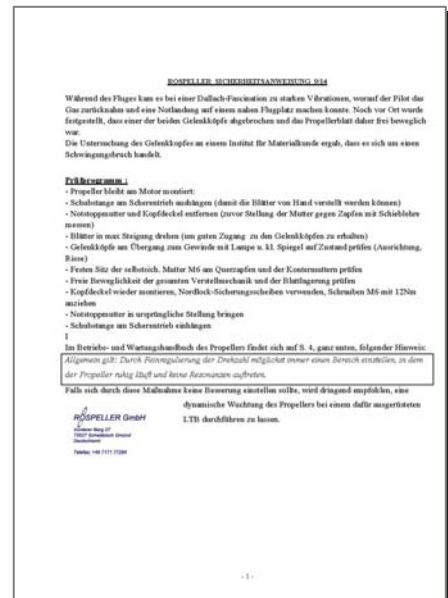 ROSPELLER SICHERHEITSANWEISUNG 9/14
Während des Fluges kam es bei einer Dallach-Fascination zu starken Vibrationen, worauf der Pilot das
Gas zurücknahm und eine Notlandung auf einem nahen Flugplatz machen konnte. Noch vor Ort wurde
festgestellt, dass einer der beiden Gelenkköpfe abgebrochen und das Propellerblatt daher frei beweglich
war.
Die Untersuchung des Gelenkkopfes an einem Institut für Materialkunde ergab, dass es sich um einen
Schwingungsbruch handelt.
Prüfprogramm :
- Propeller bleibt am Motor montiert:
- Schubstange am Scherentrieb aushängen (damit die Blätter von Hand verstellt werden können)
- Notstoppmutter und Kopfdeckel entfernen (zuvor Stellung der Mutter gegen Zapfen mit Schieblehre
messen)
- Blätter in max Steigung drehen (um guten Zugang zu den Gelenkköpfen zu erhalten)
- Gelenkköpfe am Übergang zum Gewinde mit Lampe u. kl. Spiegel auf Zustand prüfen (Ausrichtung,
Risse)
- Festen Sitz der selbstsich. Mutter M6 am Querzapfen und der Kontermuttern prüfen
- Freie Beweglichkeit der gesamten Verstellmechanik und der Blattlagerung prüfen
- Kopfdeckel wieder montieren, Nordlock-Sicherungsscheiben verwenden, Schrauben M6 mit 12Nm
anziehen
- Notstoppmutter in ursprüngliche Stellung bringen
- Schubstange am Scherentrieb einhängen
I
Im Betriebs- und Wartungshandbuch des Propellers findet sich auf S. 4, ganz unten, folgender Hinweis:
Allgemein gilt: Durch Feinregulierung der Drehzahl möglichst immer einen Bereich einstellen, in dem
der Propeller ruhig läuft und keine Resonanzen auftreten.
Falls sich durch diese Maßnahme keine Besserung einstellen sollte, wird dringend empfohlen, eine
dynamische Wuchtung des Propellers bei einem dafür ausgerüsteten
LTB durchführen zu lassen.
ROSPELLER GmbH
Vorderer Berg 27
Deutschland
- 1 -